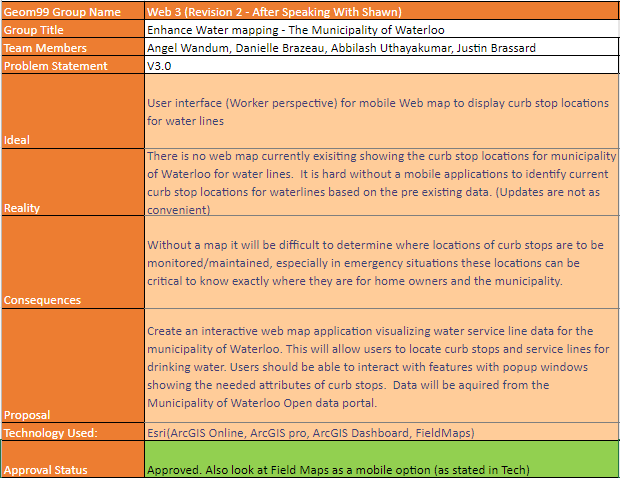 Geom99 Group Name Web 3 (Revision 2 - After Speaking With Shawn)
Group Title Enhance Water mapping - The Municipality of Waterloo
Team Members Angel Wandum, Danielle Brazeau, Abbilash Uthayakumar, Justin Brassard
Problem Statement V3.0
Ideal
User interface (Worker perspective) for mobile Web map to display curb stop locations
for water lines
Reality
There is no web map currently exisiting showing the curb stop locations for municipality
of Waterloo for water lines. It is hard without a mobile applications to identify current
curb stop locations for waterlines based on the pre existing data. (Updates are not as
convenient)
Consequences
Without a map it will be difficult to determine where locations of curb stops are to be
monitored/maintained, especially in emergency situations these locations can be
critical to know exactly where they are for home owners and the municipality.
Proposal
Create an interactive web map application visualizing water service line data for the
municipality of Waterloo. This will allow users to locate curb stops and service lines for
drinking water. Users should be able to interact with features with popup windows
showing the needed attributes of curb stops. Data will be aquired from the
Municipality of Waterloo Open data portal.
Technology Used: Esri(ArcGIS Online, ArcGIS pro, ArcGIS Dashboard, FieldMaps)
Approval Status Approved. Also look at Field Maps as a mobile option (as stated in Tech)